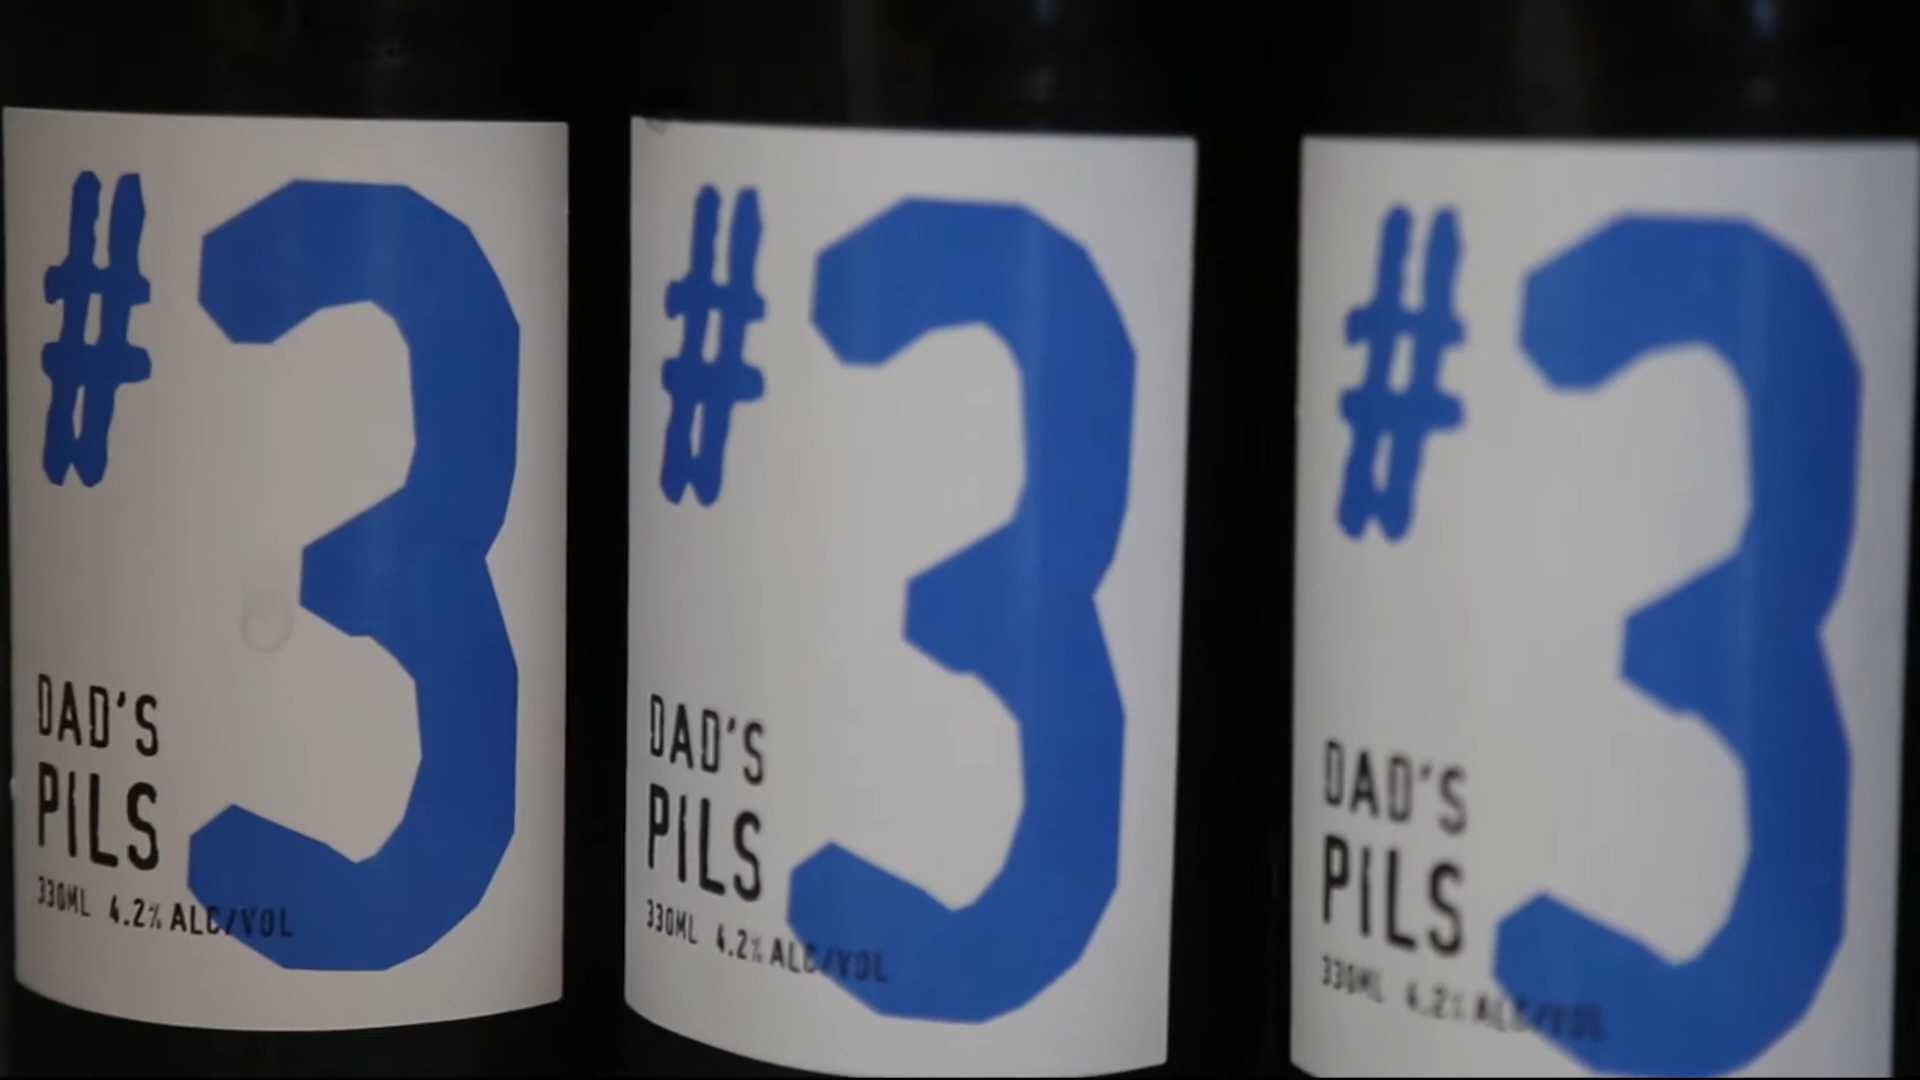 #3
DAD'S
PILS
330ML 4.2% ALC/VOL
#3
DAD'S
PILS
330ML 4.2% ALC/VOL
#3
DAD'S
PILS
330ML 4.2% ALC/VOL